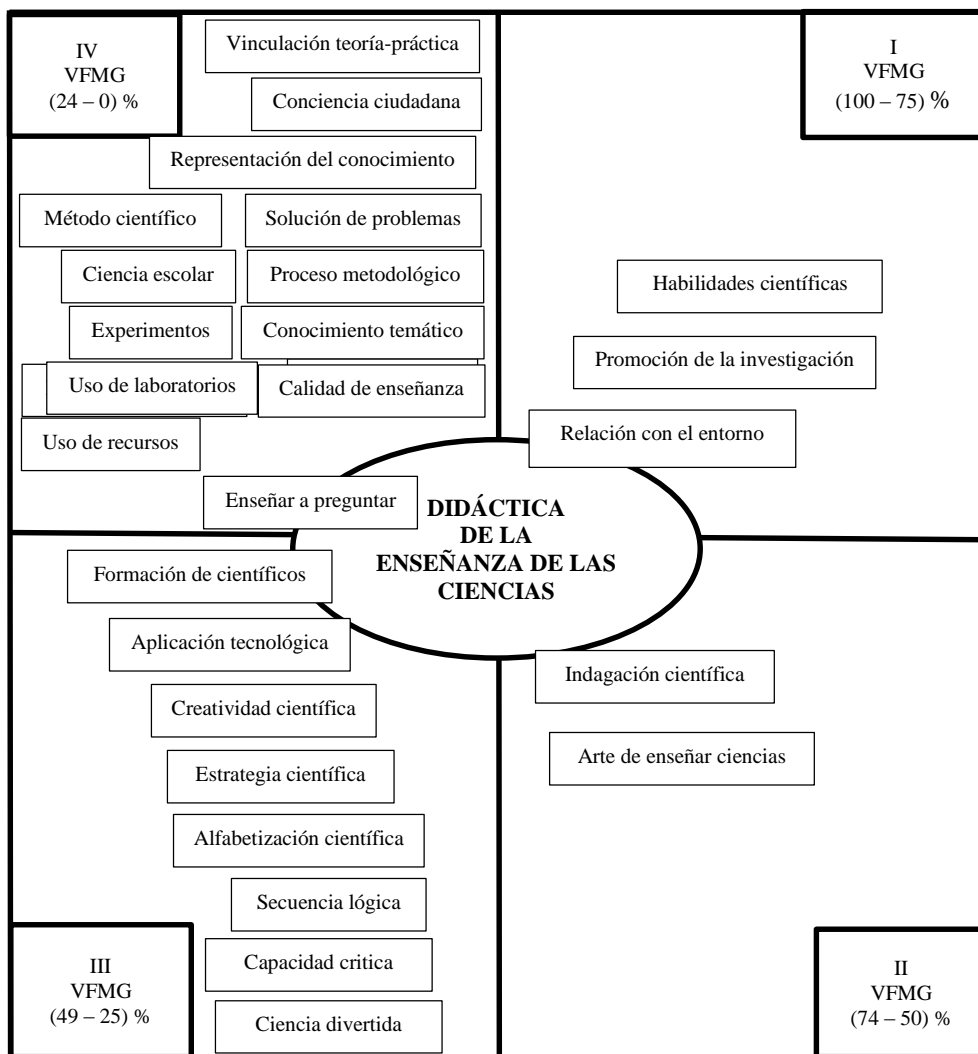 IV
VFMG
(24 – 0) %
Vinculación teoría-práctica
Conciencia ciudadana
Representación del conocimiento
Método científico
Solución de problemas
Ciencia escolar
Proceso metodológico
Experimentos
Conocimiento temático
Uso de laboratorios
Calidad de enseñanza
Uso de recursos
Enseñar a preguntar
I
VFMG
(100 – 75) %
Habilidades científicas
Promoción de la investigación
Relación con el entorno
DIDÁCTICA
DE LA
ENSEÑANZA DE LAS
CIENCIAS
Formación de científicos
Aplicación tecnológica
Creatividad científica
Estrategia científica
Alfabetización científica
Secuencia lógica
Capacidad critica
Ciencia divertida
III
VFMG
(49 – 25) %
Indagación científica
Arte de enseñar ciencias
II
VFMG
(74 – 50) %